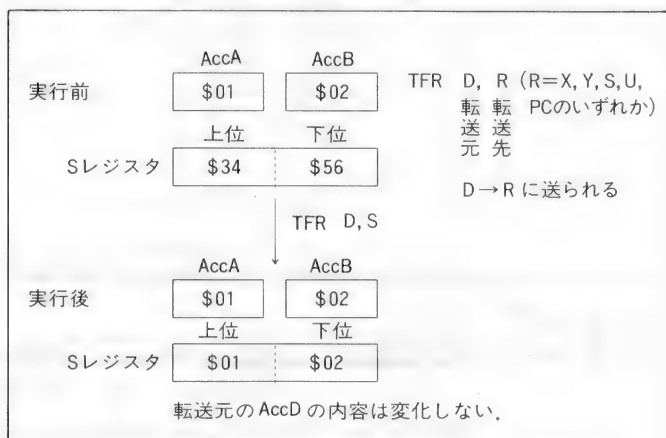 AccA AccB
実行前 $01 $02
TFR D, R (R=X, Y, S, U,
転送元 転送先 PCのいずれか)
上位 下位
Sレジスタ $34 $56
D→R に送られる
TFR D, S
AccA AccB
実行後 $01 $02
上位 下位
Sレジスタ $01 $02
転送元の AccD の内容は変化しない.